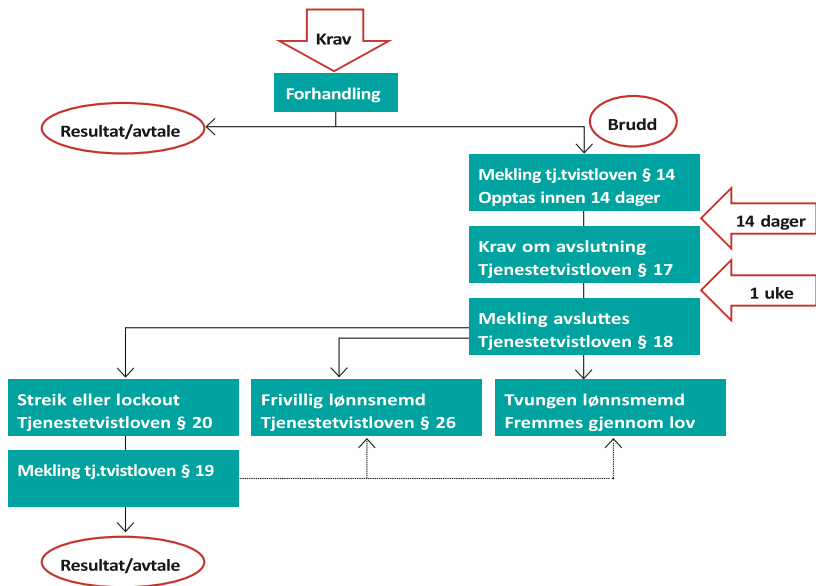 Krav
Forhandling
Resultat/avtale
Brudd
Mekling tj.tvistloven § 14
Opptas innen 14 dager
14 dager
Krav om avslutning
Tjenestetvistloven § 17
1 uke
Mekling avsluttes
Tjenestetvistloven § 18
Streik eller lockout
Tjenestetvistloven § 20
Frivillig lønnsnemd
Tjenestetvistloven § 26
Tvungen lønnsmemd
Fremmes gjennom lov
Mekling tj.tvistloven § 19
Resultat/avtale